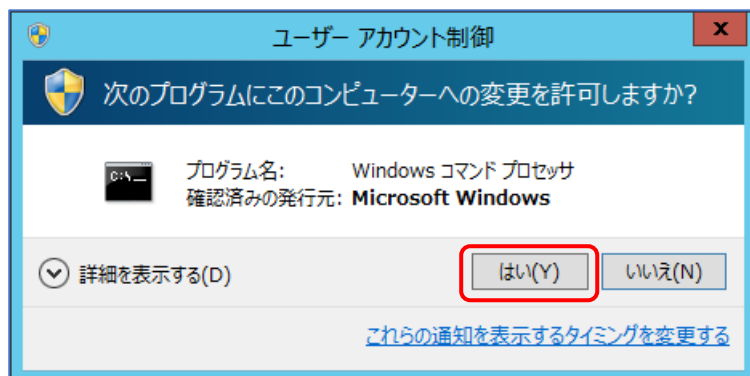 ユーザー アカウント制御
x
次のプログラムにこのコンピューターへの変更を許可しますか?
C:\_
プログラム名: Windows コマンド プロセッサ
確認済みの発行元: Microsoft Windows
詳細を表示する(D) はい(Y) いいえ(N)
これらの通知を表示するタイミングを変更する